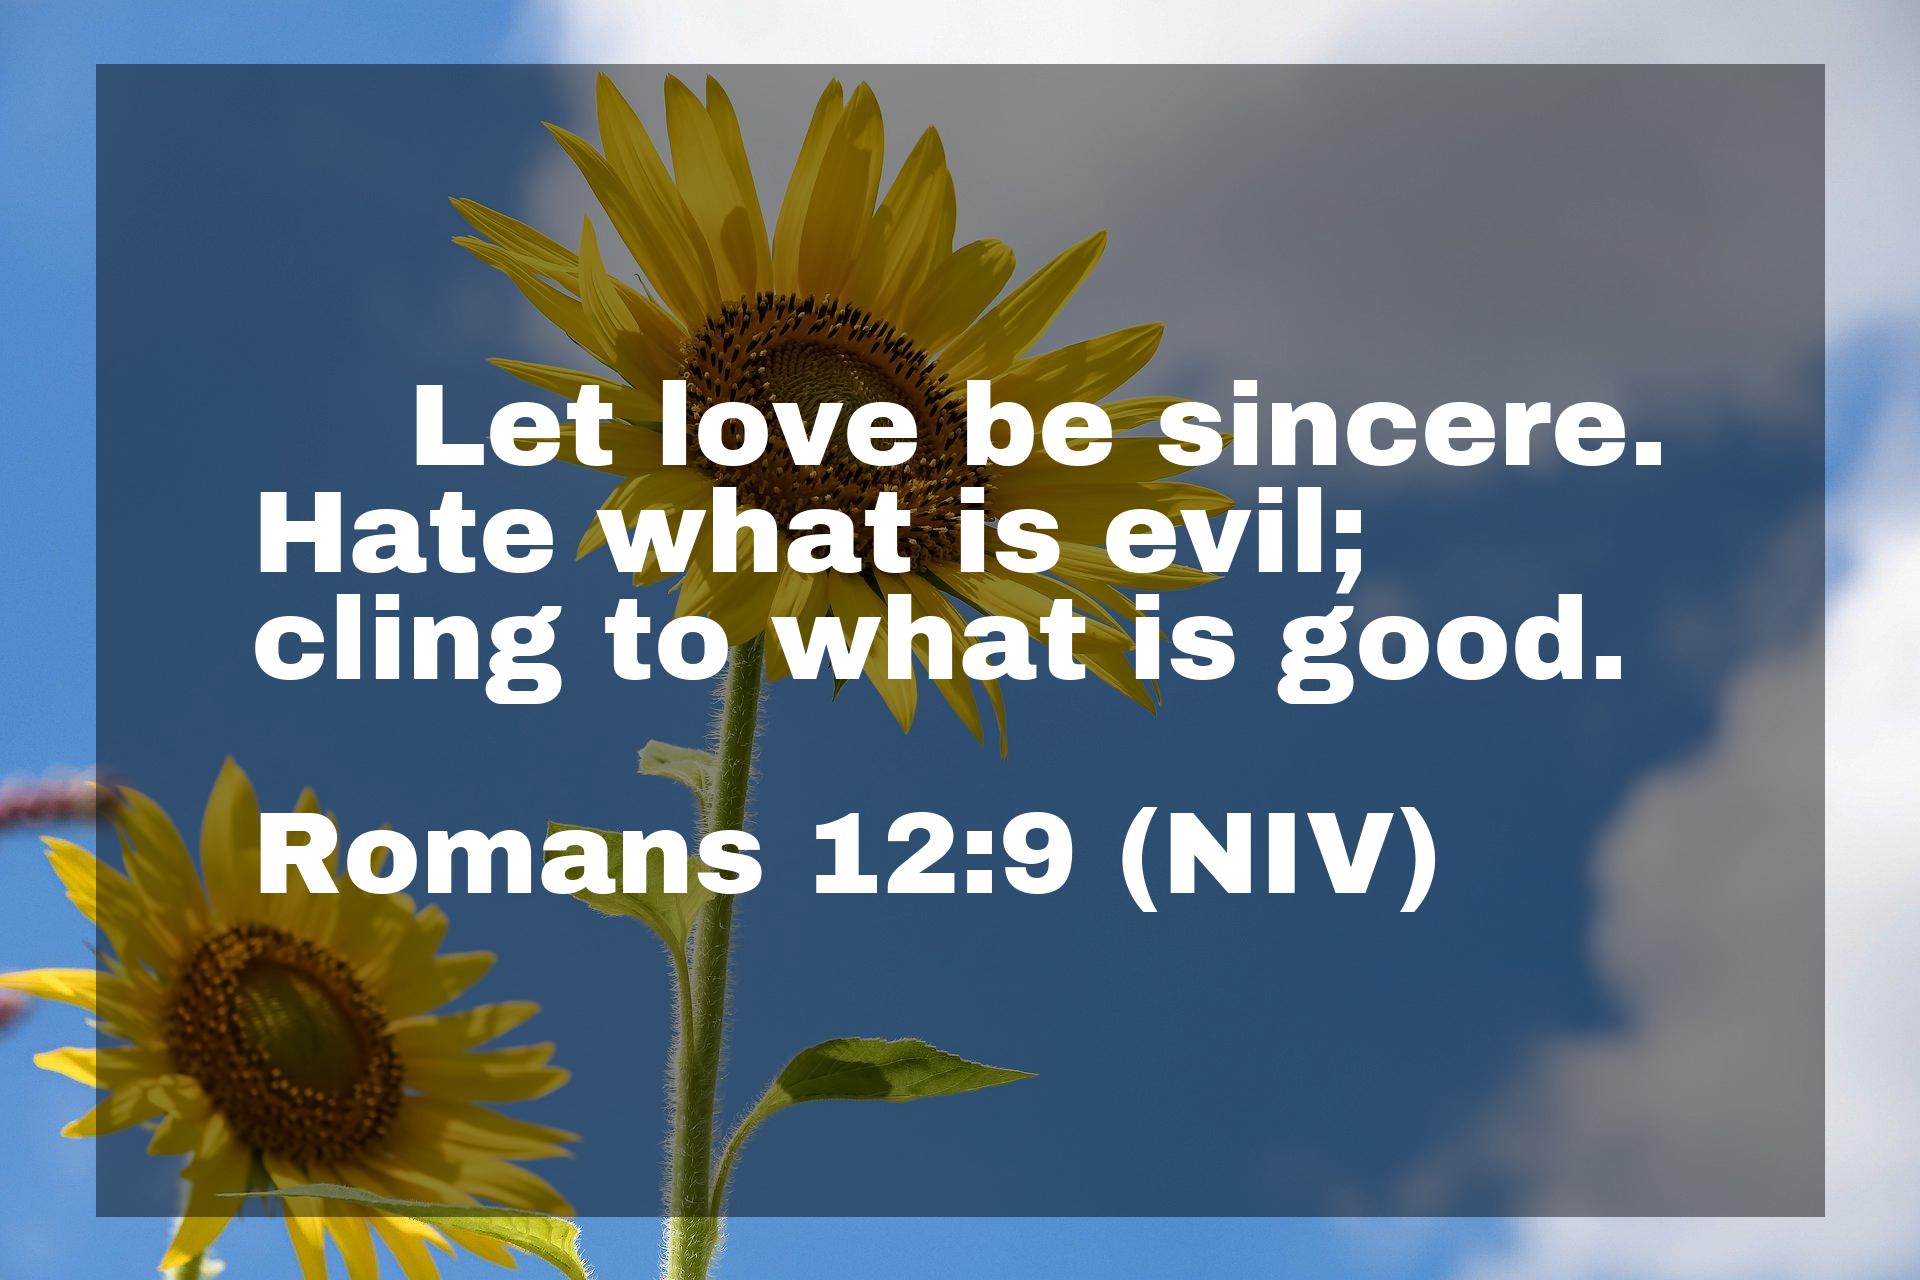 Let love be sincere.
Hate what is evil;
cling to what is good.
Romans 12:9 (NIV)